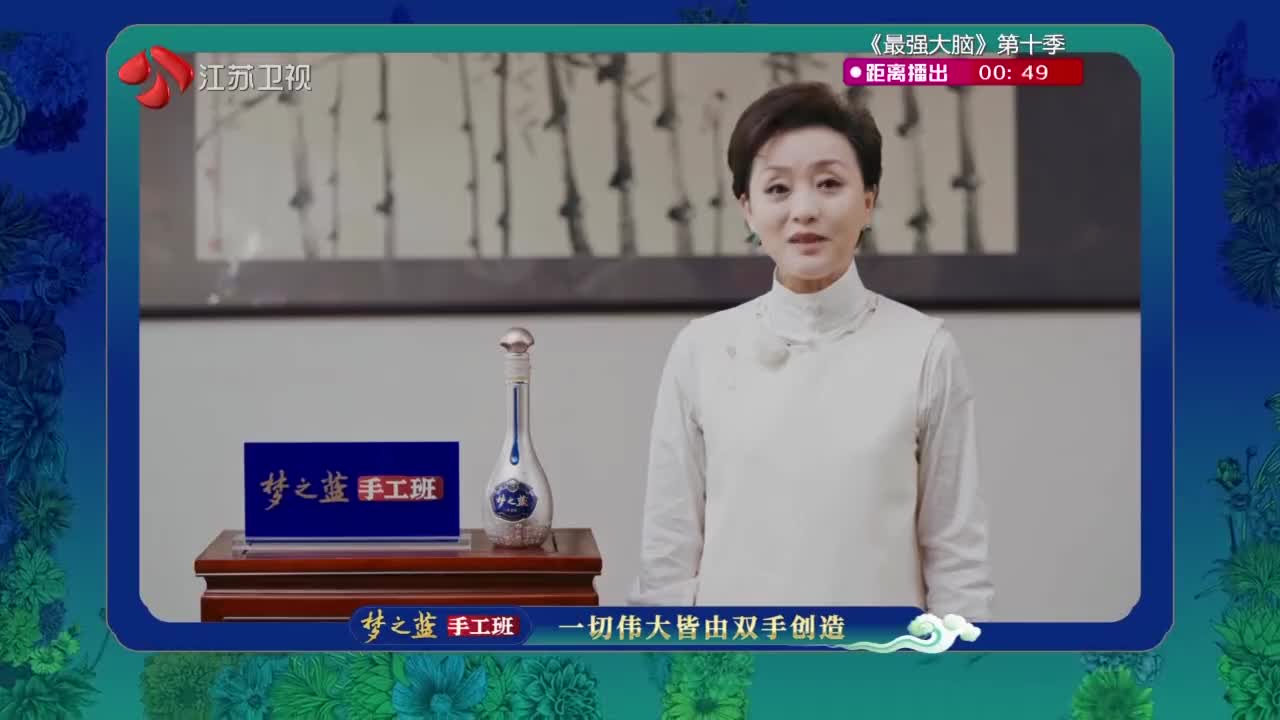 《最强大脑》第十季
距离播出 00:49
江苏卫视
梦之蓝 手工班
梦之蓝
梦之蓝 手工班 一切伟大皆由双手创造